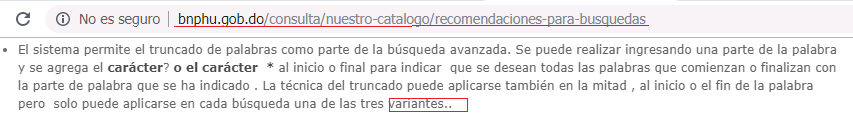 No es seguro | bnphu.gob.do/consulta/nuestro-catalogo/recomendaciones-para-busquedas
• El sistema permite el truncado de palabras como parte de la búsqueda avanzada. Se puede realizar ingresando una parte de la palabra
y se agrega el carácter? o el carácter * al inicio o final para indicar que se desean todas las palabras que comienzan o finalizan con
la parte de palabra que se ha indicado . La técnica del truncado puede aplicarse también en la mitad , al inicio o el fin de la palabra
pero solo puede aplicarse en cada búsqueda una de las tres variantes..